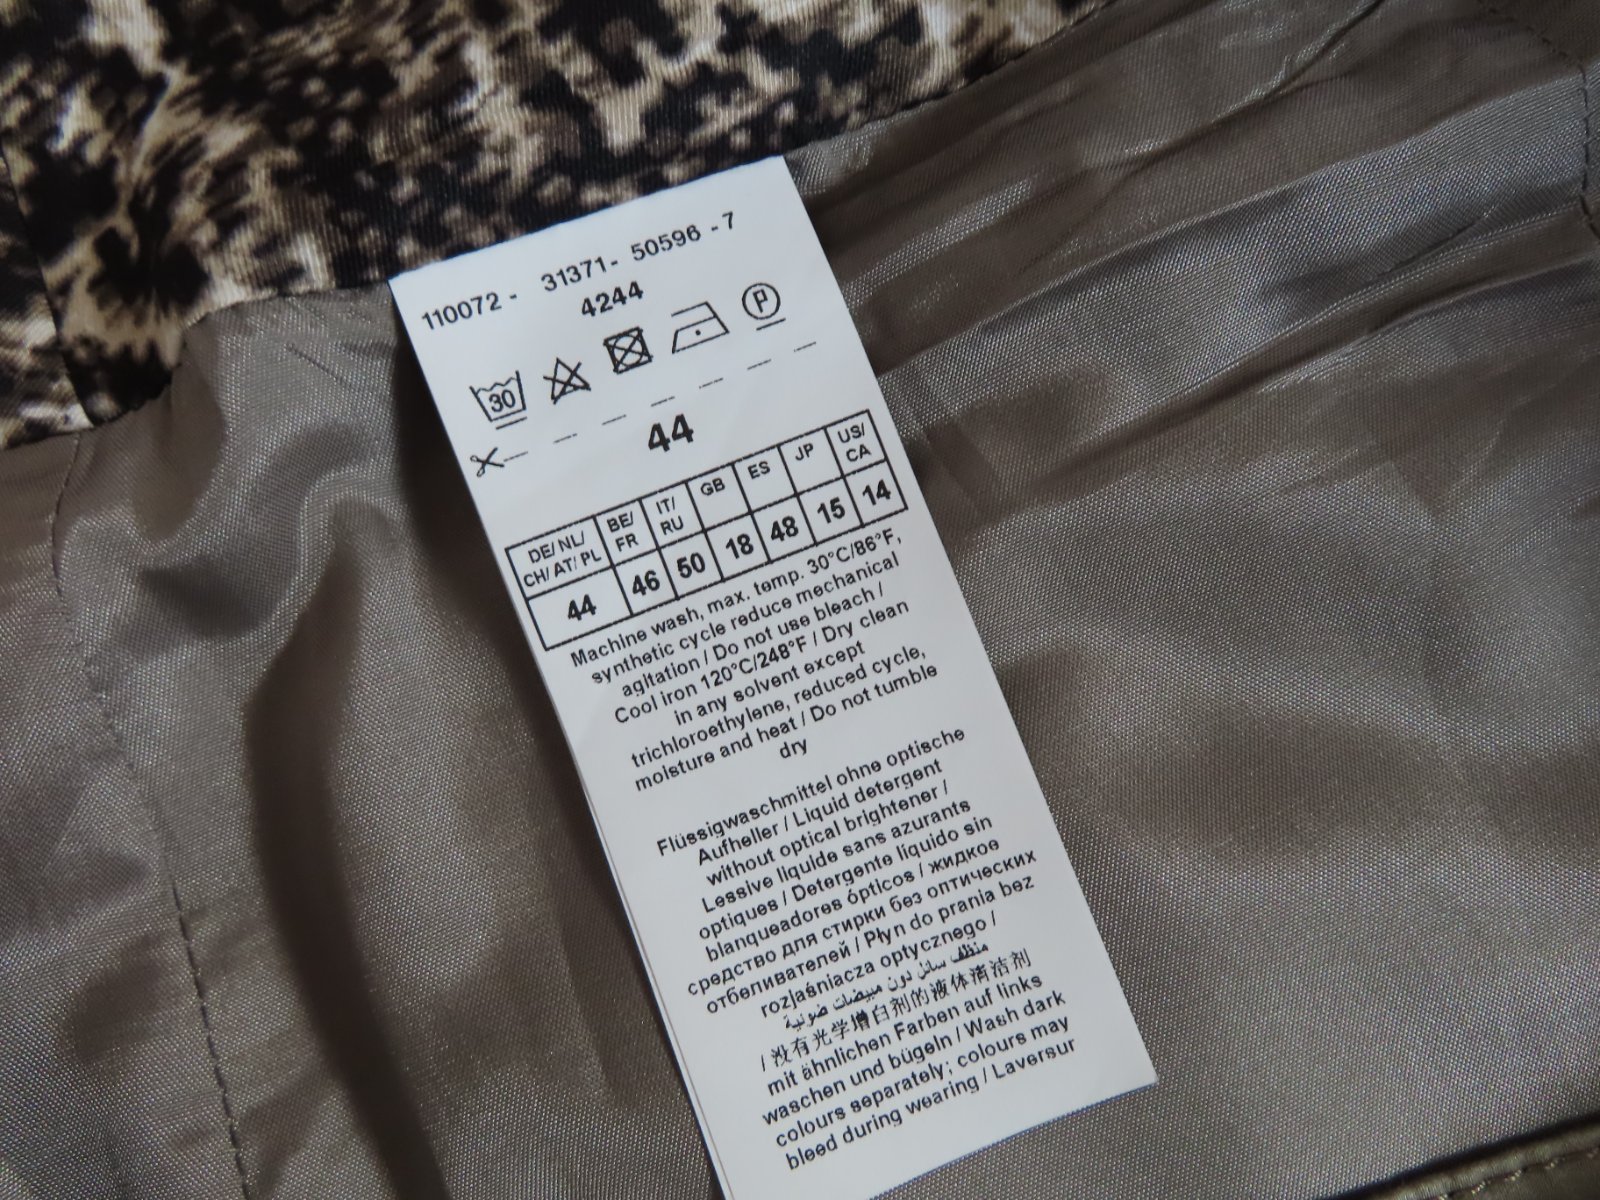 110072 - 31371- 50596 - 7
4244
30 P
44
DE/ NL/ CH/ AT/ PL BE/ FR IT/ RU GB ES JP US/ CA
44 46 50 18 48 15 14
Machine wash, max. temp. 30°C/86°F,
synthetic cycle reduce mechanical
agitation / Do not use bleach /
Cool iron 120°C/248°F / Dry clean
in any solvent except
trichloroethylene, reduced cycle,
moisture and heat / Do not tumble
dry
Flüssigwaschmittel ohne optische
Aufheller / Liquid detergent
without optical brightener /
Lessive liquide sans azurants
optiques / Detergente líquido sin
blanqueadores ópticos / жидкое
средство для стирки без оптических
отбеливателей / Płyn do prania bez
rozjaśniacza optycznego /
منظف سائل دون مبيضات ضوئية
/ 没有光学增白剂的液体清洁剂
mit ähnlichen Farben auf links
waschen und bügeln / Wash dark
colours separately; colours may
bleed during wearing / Laversur